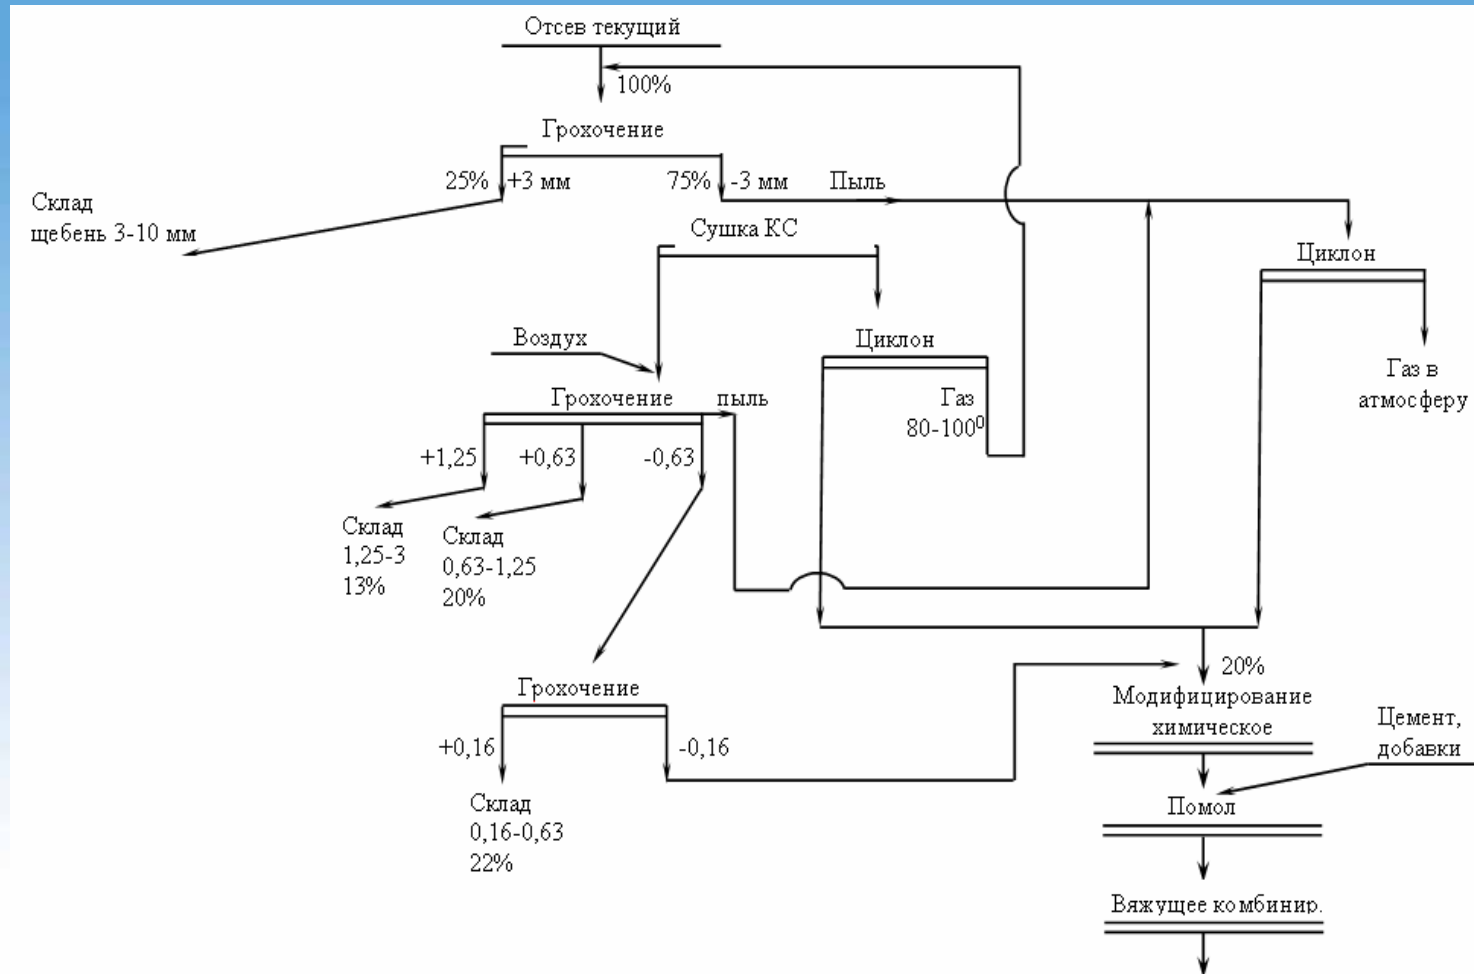 Отсев текущий
100%
Грохочение
25%
+3 мм
75%
-3 мм
Пыль
Склад
щебень 3-10 мм
Сушка КС
Циклон
Воздух
Циклон
Газ в
атмосферу
Грохочение
пыль
Газ
80-100⁰
+1,25
+0,63
-0,63
Склад
1,25-3
13%
Склад
0,63-1,25
20%
20%
Грохочение
Модифицирование
химическое
Цемент,
добавки
+0,16
-0,16
Склад
0,16-0,63
22%
Помол
Вяжущее комбинир.